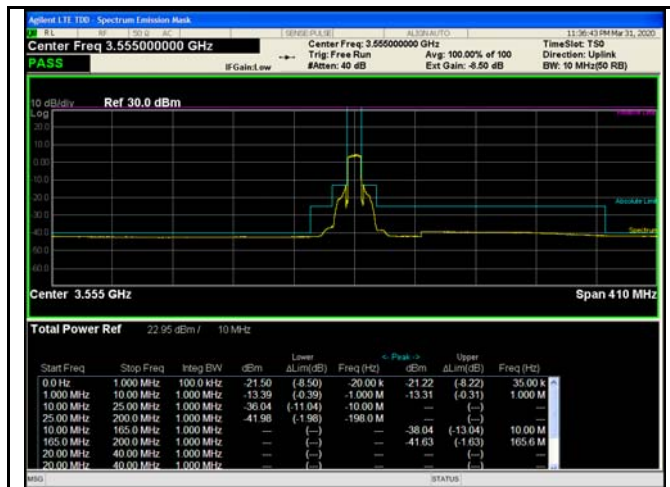 Agilent LTE TDD - Spectrum Emission Mask
RL RF 50 Ω AC SENSE:PULSE ALIGN AUTO 11:36:43 PM Mar 31, 2020
Center Freq 3.555000000 GHz Center Freq: 3.555000000 GHz TimeSlot: TS0
Trig: Free Run Avg: 100.00% of 100 Direction: Uplink
PASS IFGain:Low #Atten: 40 dB Ext Gain: -8.50 dB BW: 10 MHz(50 RB)
10 dB/div Ref 30.0 dBm
Log
20.0
10.0
0.00
-10.0
-20.0
-30.0
-40.0
-50.0
-60.0
Absolute Limit
Spectrum
Center 3.555 GHz Span 410 MHz
Total Power Ref 22.95 dBm / 10 MHz
Lower <- Peak -> Upper
Start Freq Stop Freq Integ BW dBm ΔLim(dB) Freq (Hz) dBm ΔLim(dB) Freq (Hz)
0.0 Hz 1.000 MHz 100.0 kHz -21.50 (-8.50) -20.00 k -21.22 (-8.22) 35.00 k
1.000 MHz 10.00 MHz 1.000 MHz -13.39 (-0.39) -1.000 M -13.31 (-0.31) 1.000 M
10.00 MHz 25.00 MHz 1.000 MHz -36.04 (-11.04) -10.00 M --- (---) ---
25.00 MHz 200.0 MHz 1.000 MHz -41.98 (-1.98) -198.0 M --- (---) ---
10.00 MHz 165.0 MHz 1.000 MHz --- (---) --- -38.04 (-13.04) 10.00 M
165.0 MHz 200.0 MHz 1.000 MHz --- (---) --- -41.63 (-1.63) 165.6 M
20.00 MHz 40.00 MHz 1.000 MHz --- (---) --- --- (---) ---
20.00 MHz 40.00 MHz 1.000 MHz --- (---) --- --- (---) ---
MSG STATUS